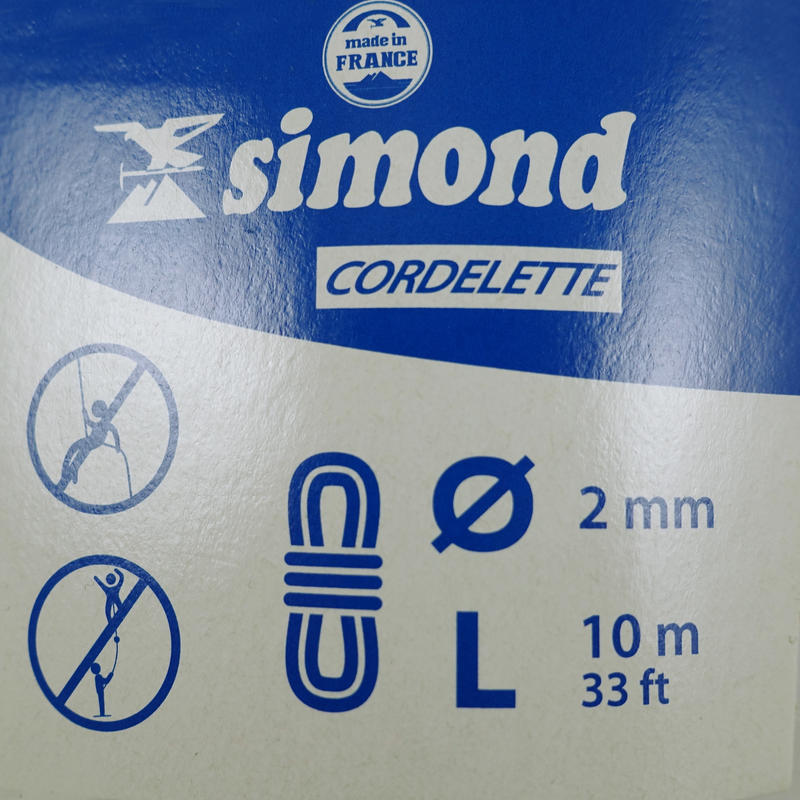 made in
FRANCE
simond
CORDELETTE
Ø 2 mm
L 10 m
33 ft